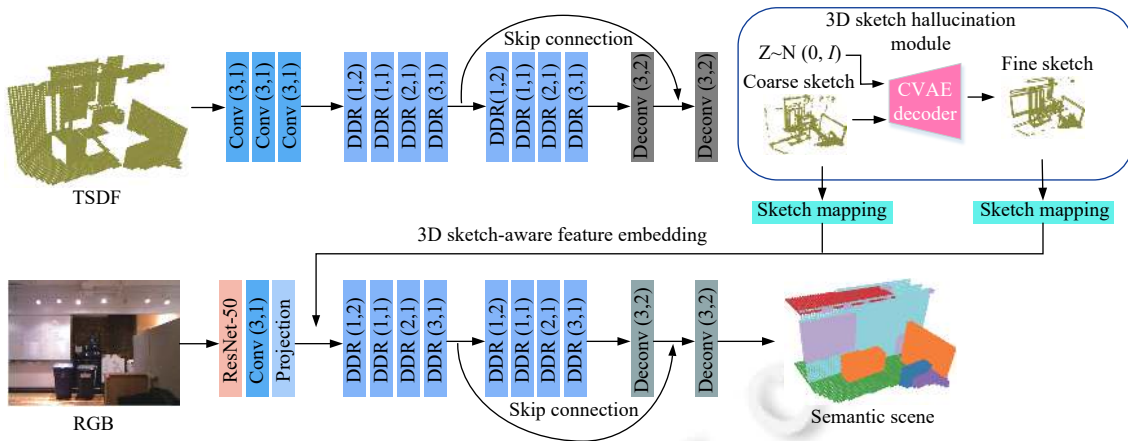 3D sketch hallucination
module
Skip connection
Z~N (0, I)
Fine sketch
Coarse sketch
CVAE
decoder
Conv (3,1)
Conv (3,1)
Conv (3,1)
DDR (1,2)
DDR (1,1)
DDR (2,1)
DDR (3,1)
DDR(1,2)
DDR (1,1)
DDR (2,1)
DDR (3,1)
Deconv (3,2)
Deconv (3,2)
TSDF
Sketch mapping
Sketch mapping
3D sketch-aware feature embedding
ResNet-50
Conv (3,1)
Projection
DDR (1,2)
DDR (1,1)
DDR (2,1)
DDR (3,1)
DDR (1,2)
DDR (1,1)
DDR (2,1)
DDR (3,1)
Deconv (3,2)
Deconv (3,2)
Skip connection
RGB
Semantic scene